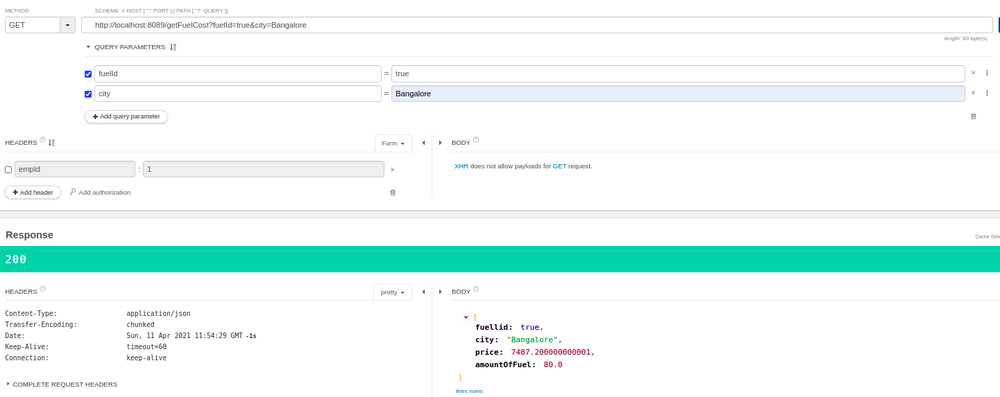 METHOD
SCHEME :// HOST [ ":" PORT ] [ PATH [ "?" QUERY ]]
GET
http://localhost:8089/getFuelCost?fuelId=true&city=Bangalore
length: 60 byte(s)
QUERY PARAMETERS
fuelId = true ×
city = Bangalore ×
Add query parameter
HEADERS
Form
BODY
empId : 1 ×
XHR does not allow payloads for GET request.
Add header
Add authorization
Response
Cache Dete
200
HEADERS
pretty
BODY
Content-Type: application/json
Transfer-Encoding: chunked
Date: Sun, 11 Apr 2021 11:54:29 GMT -1s
Keep-Alive: timeout=60
Connection: keep-alive
COMPLETE REQUEST HEADERS
{
fuellid: true,
city: "Bangalore",
price: 7487.200000000001,
amountOfFuel: 80.0
}
lines nums